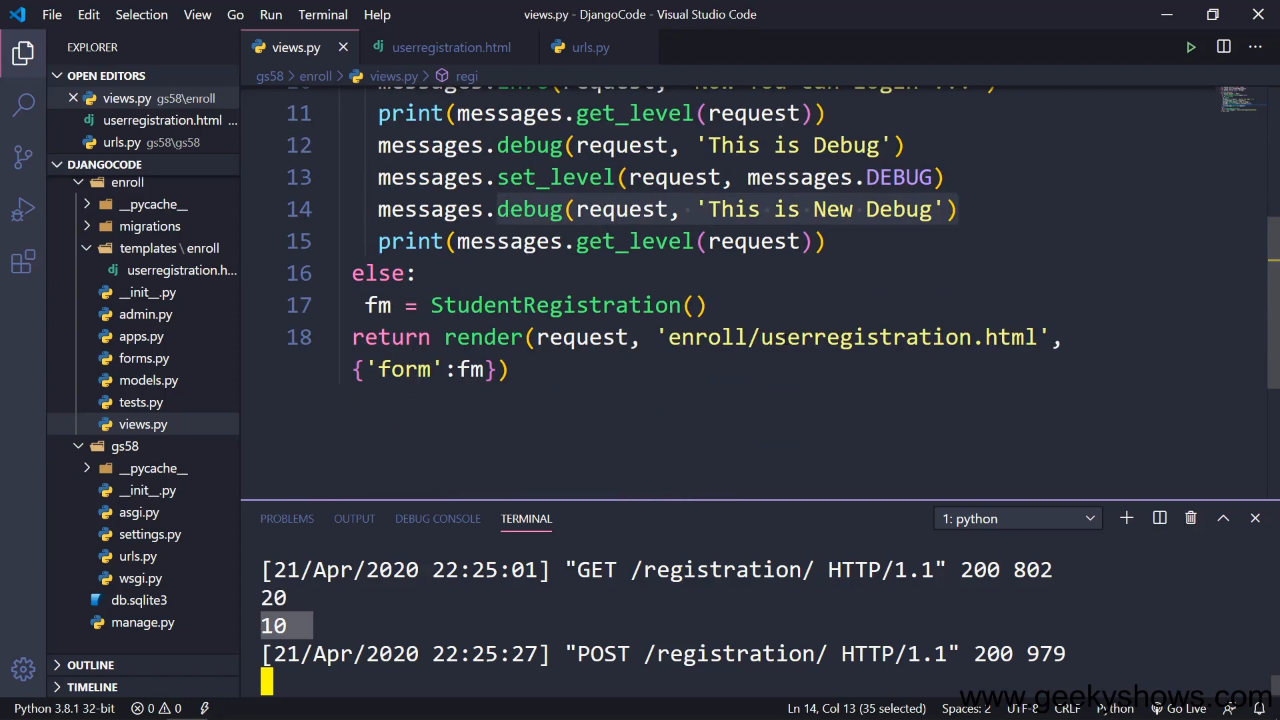 File Edit Selection View Go Run Terminal Help views.py - DjangoCode - Visual Studio Code
EXPLORER
OPEN EDITORS
views.py gs58\enroll
userregistration.html ...
urls.py gs58\gs58
DJANGOCODE
enroll
__pycache__
migrations
templates \ enroll
userregistration.h...
__init__.py
admin.py
apps.py
forms.py
models.py
tests.py
views.py
gs58
__pycache__
__init__.py
asgi.py
settings.py
urls.py
wsgi.py
db.sqlite3
manage.py
OUTLINE
TIMELINE
views.py userregistration.html urls.py
gs58 > enroll > views.py > regi
11 print(messages.get_level(request))
12 messages.debug(request, 'This is Debug')
13 messages.set_level(request, messages.DEBUG)
14 messages.debug(request, 'This is New Debug')
15 print(messages.get_level(request))
16 else:
17 fm = StudentRegistration()
18 return render(request, 'enroll/userregistration.html',
{'form':fm})
PROBLEMS OUTPUT DEBUG CONSOLE TERMINAL 1: python
[21/Apr/2020 22:25:01] "GET /registration/ HTTP/1.1" 200 802
20
10
[21/Apr/2020 22:25:27] "POST /registration/ HTTP/1.1" 200 979
www.geekyshows.com
Python 3.8.1 32-bit 0 0 Ln 14, Col 13 (35 selected) Spaces: 2 UTF-8 CRLF Python Go Live